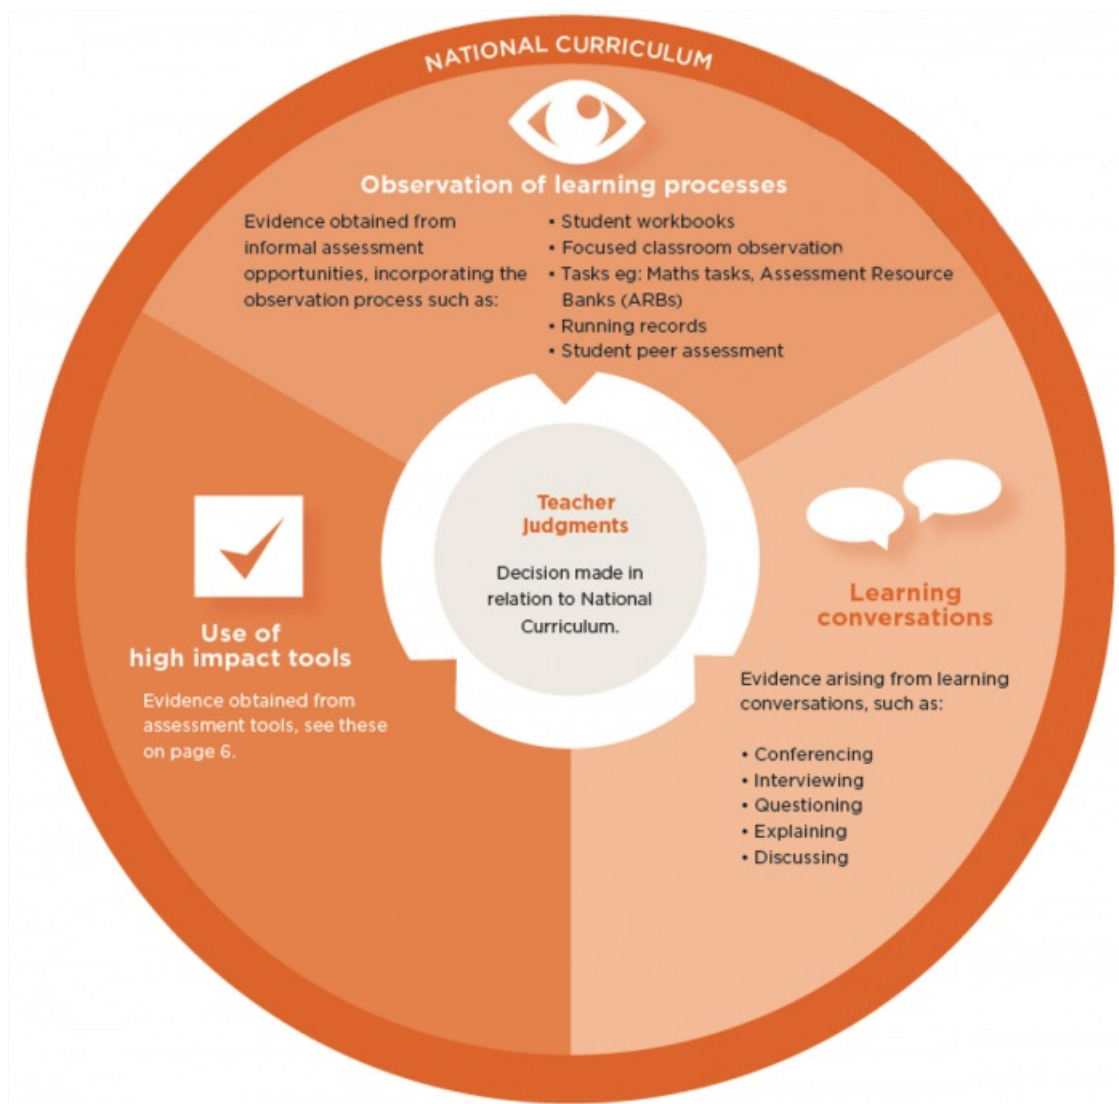 NATIONAL CURRICULUM
Observation of learning processes
Evidence obtained from
informal assessment
opportunities, incorporating the
observation process such as:
• Student workbooks
• Focused classroom observation
• Tasks eg: Maths tasks, Assessment Resource
Banks (ARBs)
• Running records
• Student peer assessment
Use of
high impact tools
Evidence obtained from
assessment tools, see these
on page 6.
Teacher
judgments
Decision made in
relation to National
Curriculum.
Learning
conversations
Evidence arising from learning
conversations, such as:
• Conferencing
• Interviewing
• Questioning
• Explaining
• Discussing